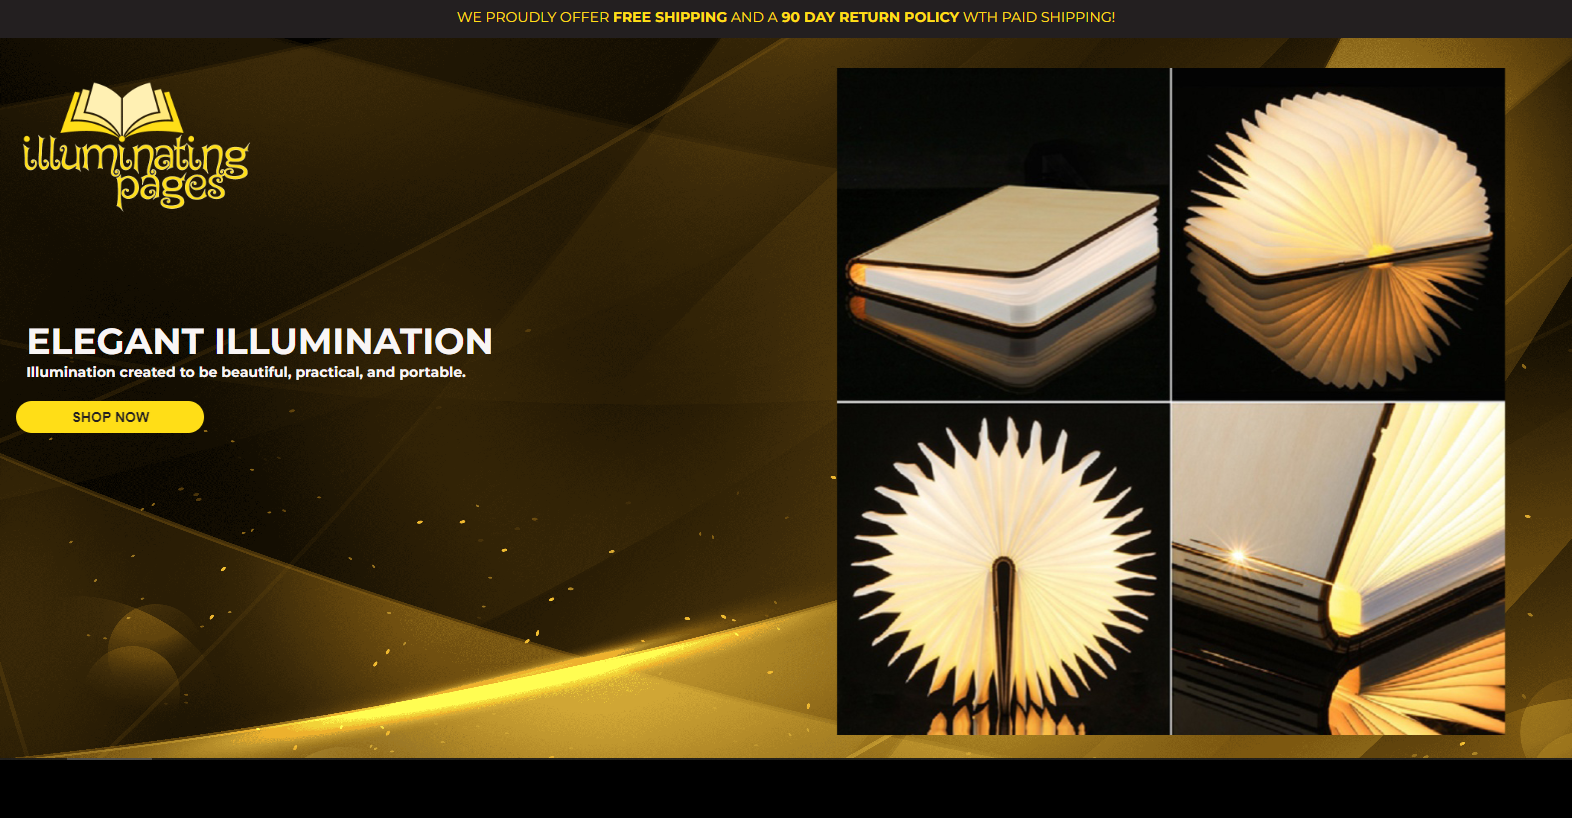 WE PROUDLY OFFER FREE SHIPPING AND A 90 DAY RETURN POLICY WTH PAID SHIPPING!
illuminating
pages
ELEGANT ILLUMINATION
Illumination created to be beautiful, practical, and portable.
SHOP NOW